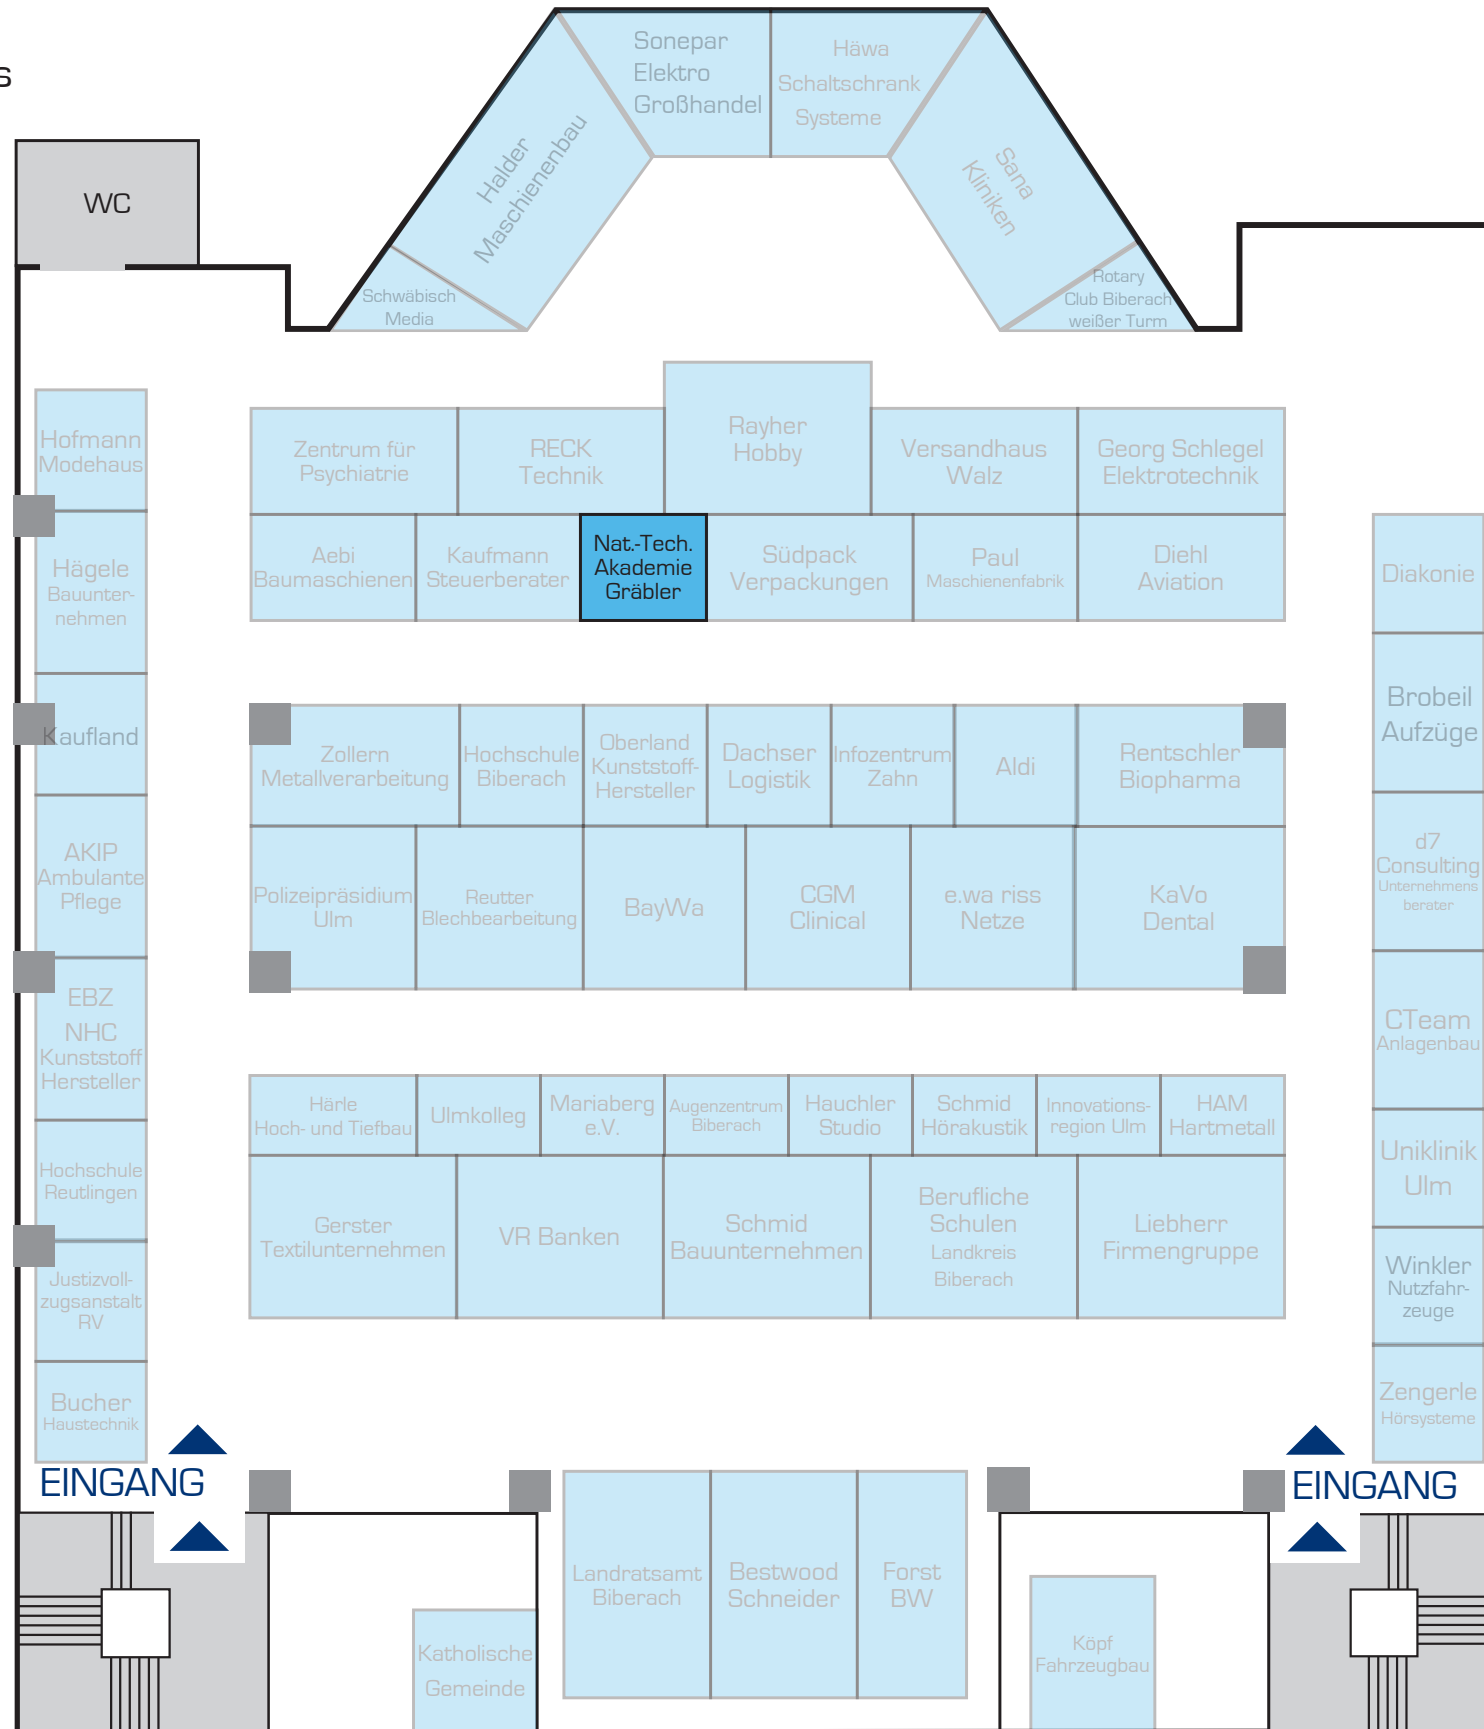 s
WC
Sonepar
Elektro
Großhandel
Häwa
Schaltschrank
Systeme
Halder
Maschienenbau
Sana
Kliniken
Schwäbisch
Media
Rotary
Club Biberach
weißer Turm
Hofmann
Modehaus
Hägele
Bauunter-
nehmen
Kaufland
AKIP
Ambulante
Pflege
EBZ
NHC
Kunststoff
Hersteller
Hochschule
Reutlingen
Justizvoll-
zugsanstalt
RV
Bucher
Haustechnik
Zentrum für
Psychiatrie
RECK
Technik
Rayher
Hobby
Versandhaus
Walz
Georg Schlegel
Elektrotechnik
Aebi
Baumaschienen
Kaufmann
Steuerberater
Nat.-Tech.
Akademie
Gräbler
Südpack
Verpackungen
Paul
Maschienenfabrik
Diehl
Aviation
Zollern
Metallverarbeitung
Hochschule
Biberach
Oberland
Kunststoff-
Hersteller
Dachser
Logistik
Infozentrum
Zahn
Aldi
Rentschler
Biopharma
Polizeipräsidium
Ulm
Reutter
Blechbearbeitung
BayWa
CGM
Clinical
e.wa riss
Netze
KaVo
Dental
Härle
Hoch- und Tiefbau
Ulmkolleg
Mariaberg
e.V.
Augenzentrum
Biberach
Hauchler
Studio
Schmid
Hörakustik
Innovations-
region Ulm
HAM
Hartmetall
Gerster
Textilunternehmen
VR Banken
Schmid
Bauunternehmen
Berufliche
Schulen
Landkreis
Biberach
Liebherr
Firmengruppe
Diakonie
Brobeil
Aufzüge
d7
Consulting
Unternehmens
berater
CTeam
Anlagenbau
Uniklinik
Ulm
Winkler
Nutzfahr-
zeuge
Zengerle
Hörsysteme
EINGANG
EINGANG
Landratsamt
Biberach
Bestwood
Schneider
Forst
BW
Katholische
Gemeinde
Köpf
Fahrzeugbau